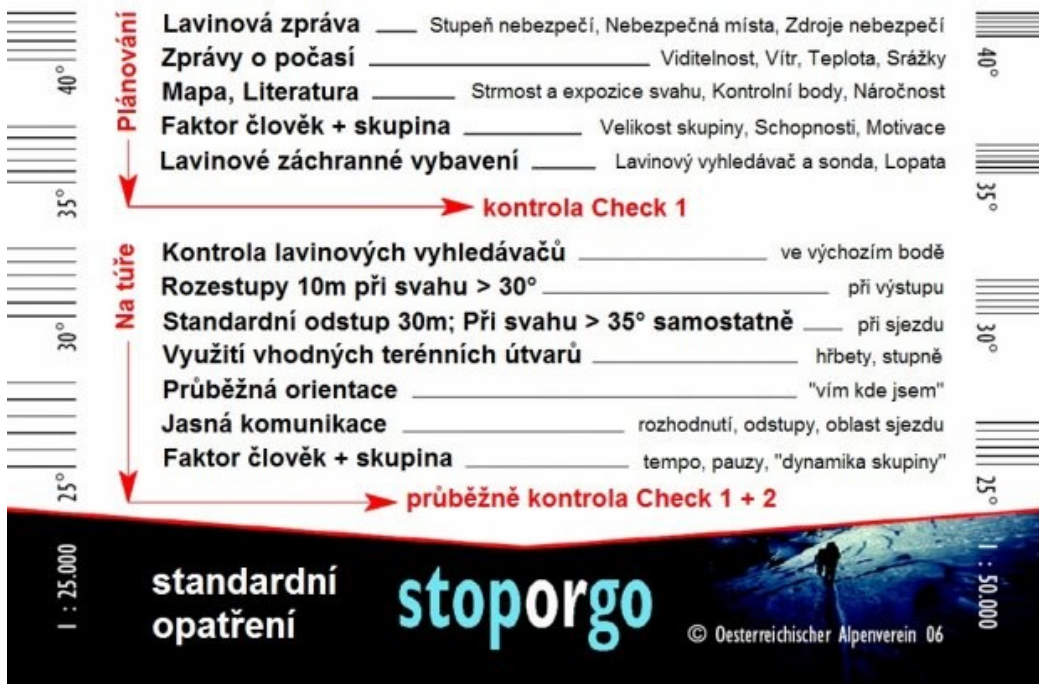 Plánování
Lavinová zpráva Stupeň nebezpečí, Nebezpečná místa, Zdroje nebezpečí
Zprávy o počasí Viditelnost, Vítr, Teplota, Srážky
Mapa, Literatura Strmost a expozice svahu, Kontrolní body, Náročnost
Faktor člověk + skupina Velikost skupiny, Schopnosti, Motivace
Lavinové záchranné vybavení Lavinový vyhledávač a sonda, Lopata
kontrola Check 1
Na túře
Kontrola lavinových vyhledávačů ve výchozím bodě
Rozestupy 10m při svahu > 30° při výstupu
Standardní odstup 30m; Při svahu > 35° samostatně při sjezdu
Využití vhodných terénních útvarů hřbety, stupně
Průběžná orientace "vím kde jsem"
Jasná komunikace rozhodnutí, odstupy, oblast sjezdu
Faktor člověk + skupina tempo, pauzy, "dynamika skupiny"
průběžně kontrola Check 1 + 2
40°
35°
30°
25°
1 : 25.000
40°
35°
30°
25°
1 : 50.000
standardní
opatření
stoporgo
© Oesterreichischer Alpenverein 06